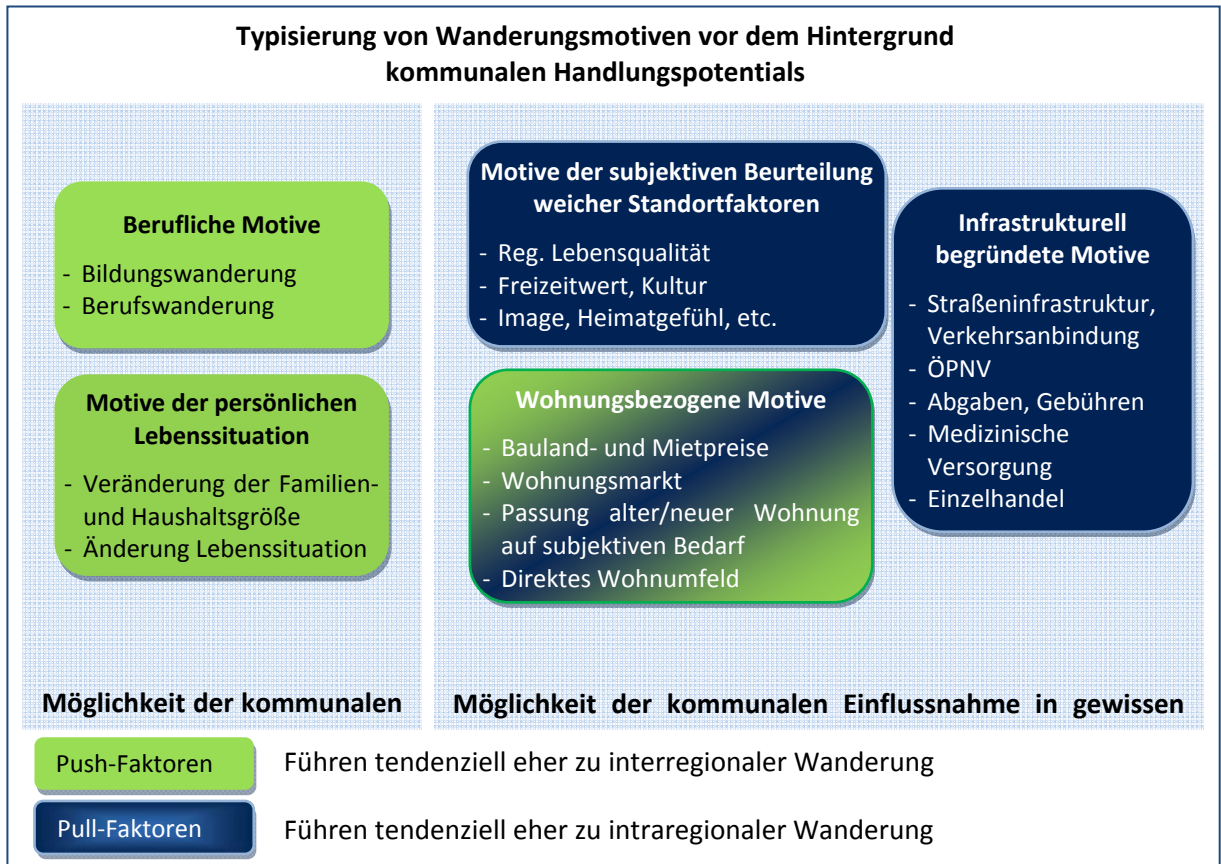 Typisierung von Wanderungsmotiven vor dem Hintergrund
kommunalen Handlungspotentials
Berufliche Motive
- Bildungswanderung
- Berufswanderung
Motive der persönlichen
Lebenssituation
- Veränderung der Familien-
und Haushaltsgröße
- Änderung Lebenssituation
Möglichkeit der kommunalen
Motive der subjektiven Beurteilung
weicher Standortfaktoren
- Reg. Lebensqualität
- Freizeitwert, Kultur
- Image, Heimatgefühl, etc.
Wohnungsbezogene Motive
- Bauland- und Mietpreise
- Wohnungsmarkt
- Passung alter/neuer Wohnung
auf subjektiven Bedarf
- Direktes Wohnumfeld
Infrastrukturell
begründete Motive
- Straßeninfrastruktur,
Verkehrsanbindung
- ÖPNV
- Abgaben, Gebühren
- Medizinische
Versorgung
- Einzelhandel
Möglichkeit der kommunalen Einflussnahme in gewissen
Push-Faktoren
Führen tendenziell eher zu interregionaler Wanderung
Pull-Faktoren
Führen tendenziell eher zu intraregionaler Wanderung